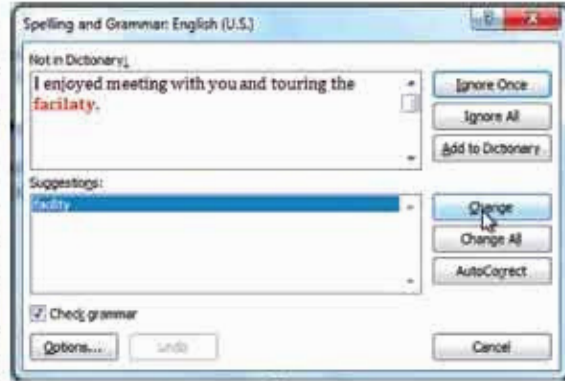 Spelling and Grammar: English (U.S.)
Not in Dictionary:
I enjoyed meeting with you and touring the
facilaty.
Ignore Once
Ignore All
Add to Dictionary
Suggestions:
facility
Change
Change All
AutoCorrect
Check grammar
Options...
Undo
Cancel